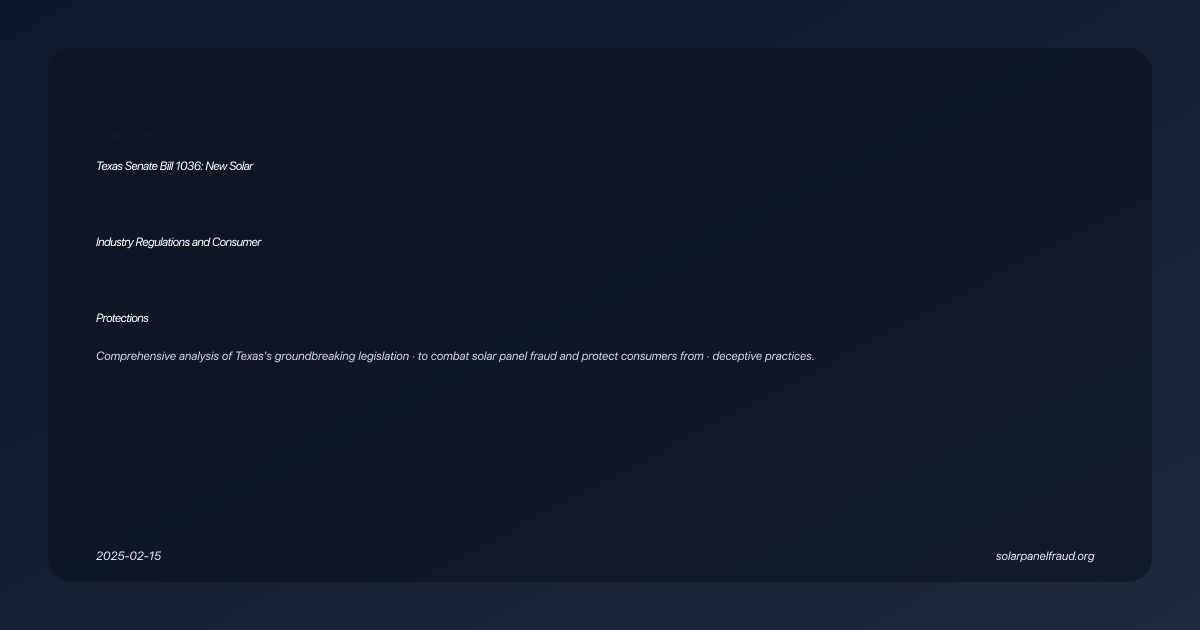 Texas Senate Bill 1036: New Solar
Industry Regulations and Consumer
Protections
Comprehensive analysis of Texas's groundbreaking legislation · to combat solar panel fraud and protect consumers from · deceptive practices.
2025-02-15
solarpanelfraud.org